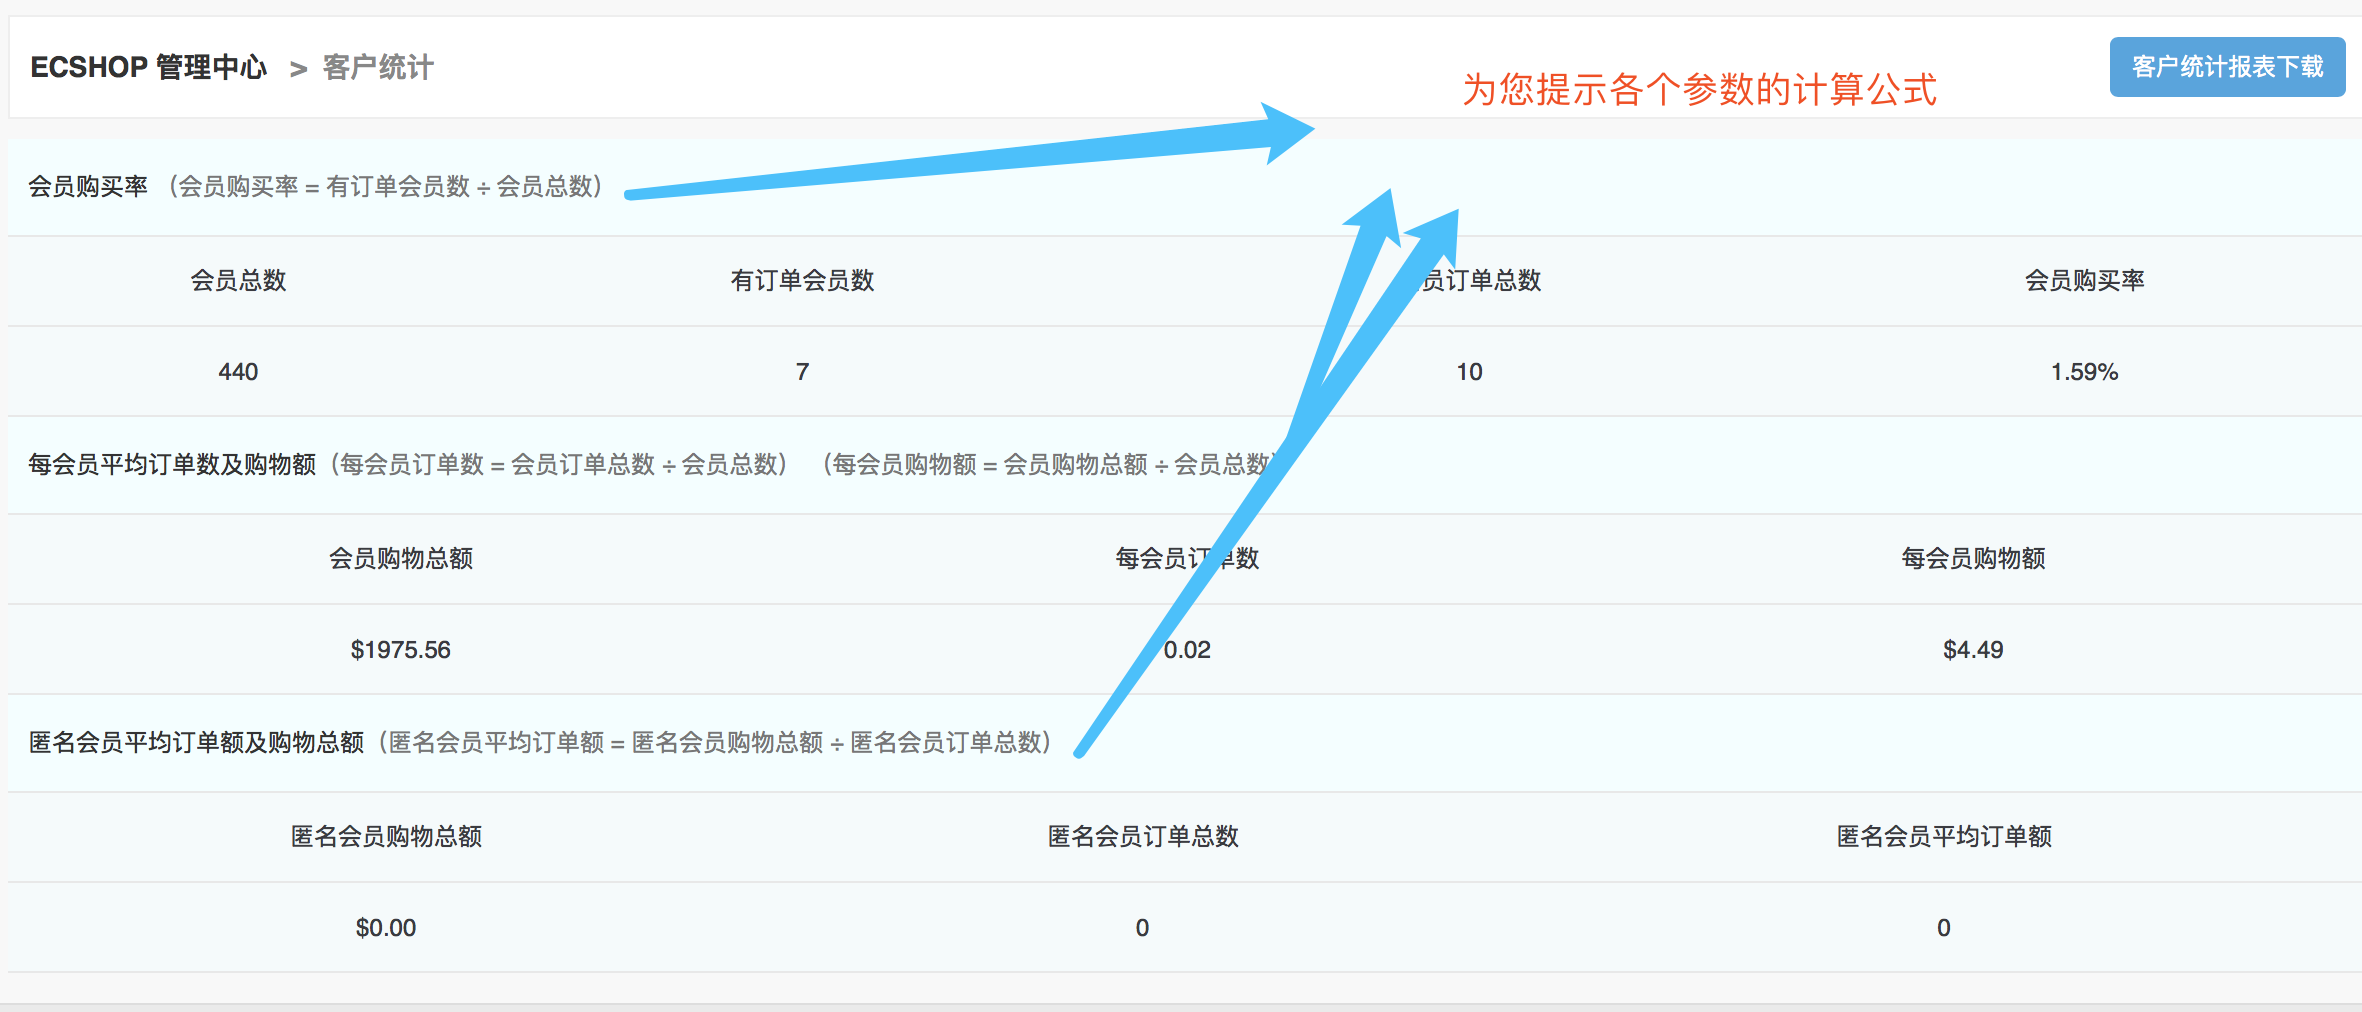 ECSHOP 管理中心 > 客户统计
为您提示各个参数的计算公式
客户统计报表下载
会员购买率 （会员购买率 = 有订单会员数 ÷ 会员总数）
会员总数 有订单会员数 员订单总数 会员购买率
440 7 10 1.59%
每会员平均订单数及购物额（每会员订单数 = 会员订单总数 ÷ 会员总数） （每会员购物额 = 会员购物总额 ÷ 会员总数）
会员购物总额 每会员订单数 每会员购物额
$1975.56 0.02 $4.49
匿名会员平均订单额及购物总额（匿名会员平均订单额 = 匿名会员购物总额 ÷ 匿名会员订单总数）
匿名会员购物总额 匿名会员订单总数 匿名会员平均订单额
$0.00 0 0